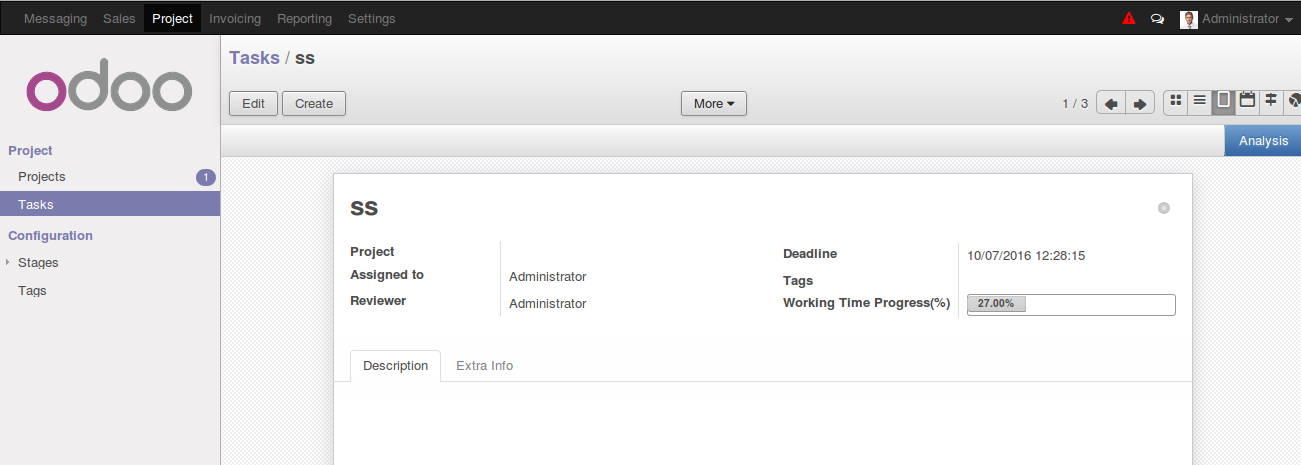 Messaging Sales Project Invoicing Reporting Settings Administrator
odoo
Tasks / ss
Edit Create More 1 / 3
Analysis
Project
Projects 1
Tasks
Configuration
Stages
Tags
ss
Project
Assigned to Administrator
Reviewer Administrator
Deadline 10/07/2016 12:28:15
Tags
Working Time Progress(%) 27.00%
Description Extra Info